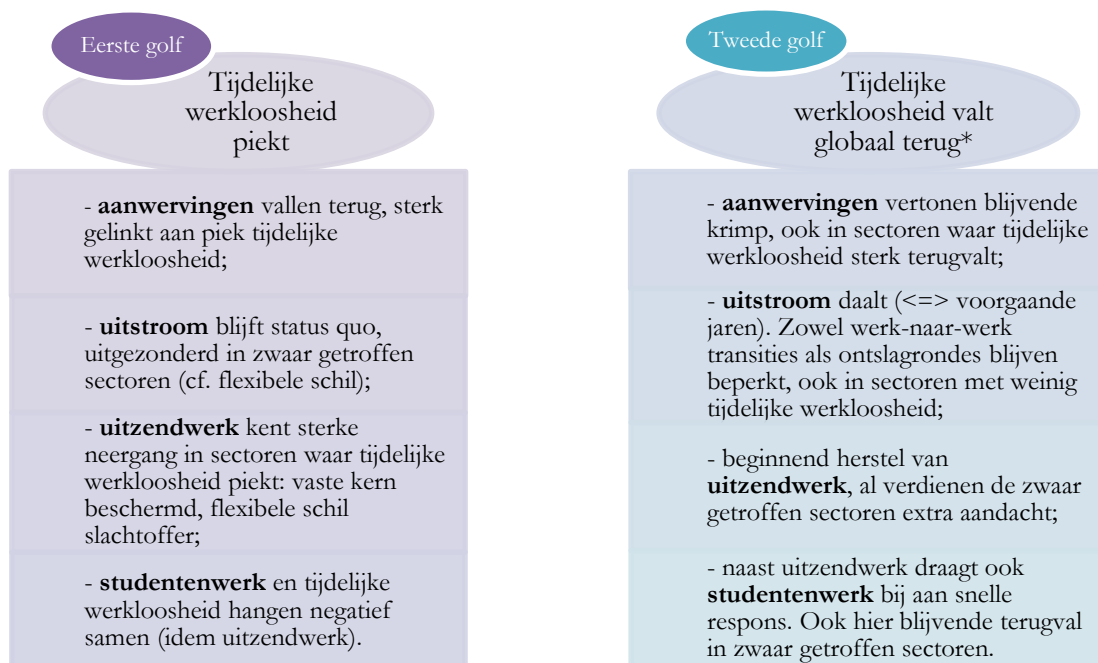 Eerste golf
Tijdelijke
werkloosheid
piekt
- aanwervingen vallen terug, sterk
gelinkt aan piek tijdelijke
werkloosheid;
- uitstroom blijft status quo,
uitgezonderd in zwaar getroffen
sectoren (cf. flexibele schil);
- uitzendwerk kent sterke
neergang in sectoren waar tijdelijke
werkloosheid piekt: vaste kern
beschermd, flexibele schil
slachtoffer;
- studentenwerk en tijdelijke
werkloosheid hangen negatief
samen (idem uitzendwerk).
Tweede golf
Tijdelijke
werkloosheid valt
globaal terug*
- aanwervingen vertonen blijvende
krimp, ook in sectoren waar tijdelijke
werkloosheid sterk terugvalt;
- uitstroom daalt (<=> voorgaande
jaren). Zowel werk-naar-werk
transities als ontslagrondes blijven
beperkt, ook in sectoren met weinig
tijdelijke werkloosheid;
- beginnend herstel van
uitzendwerk, al verdienen de zwaar
getroffen sectoren extra aandacht;
- naast uitzendwerk draagt ook
studentenwerk bij aan snelle
respons. Ook hier blijvende terugval
in zwaar getroffen sectoren.